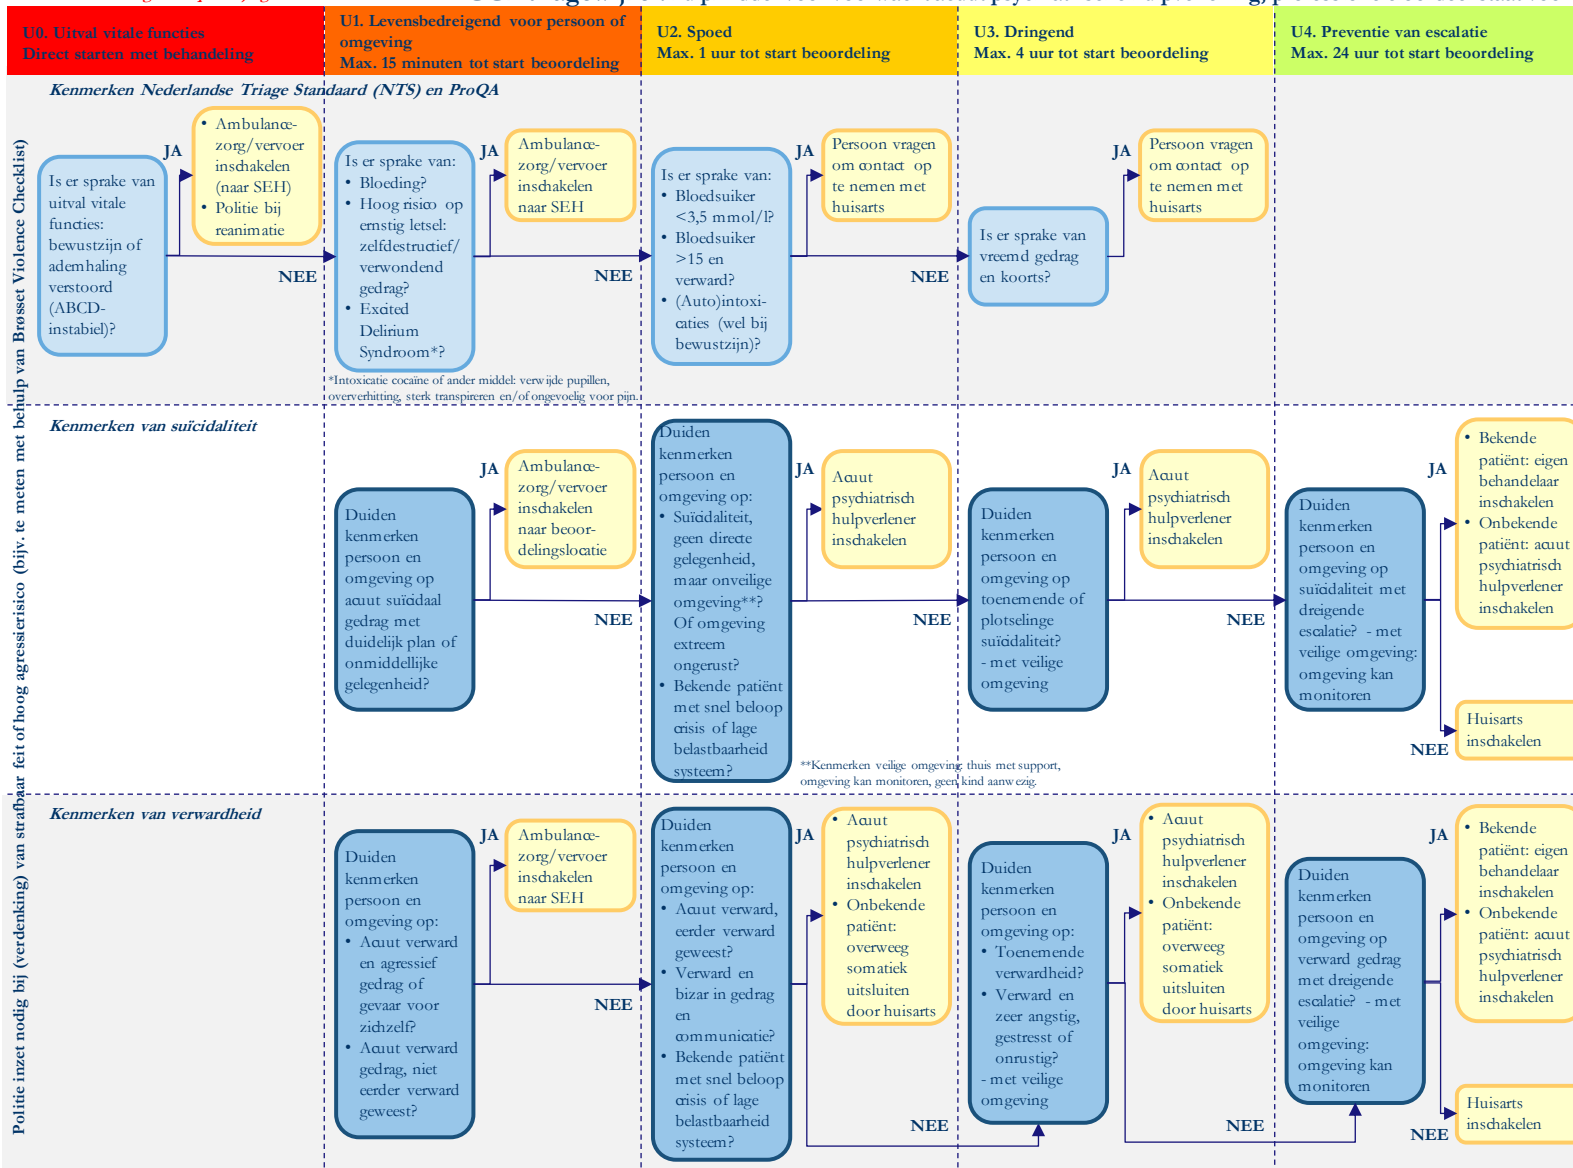 U0. Uitval vitale functies
Direct starten met behandeling
U1. Levensbedreigend voor persoon of
omgeving
Max. 15 minuten tot start beoordeling
U2. Spoed
Max. 1 uur tot start beoordeling
U3. Dringend
Max. 4 uur tot start beoordeling
U4. Preventie van escalatie
Max. 24 uur tot start beoordeling
Politie inzet nodig bij (verdenking) van strafbaar feit of hoog agressierisico (bijv. te meten met behulp van Brøsset Violence Checklist)
Kenmerken Nederlandse Triage Standaard (NTS) en ProQA
Is er sprake van
uitval vitale
functies:
bewustzijn of
ademhaling
verstoord
(ABCD-
instabiel)?
JA
• Ambulance-
zorg/vervoer
inschakelen
(naar SEH)
• Politie bij
reanimatie
NEE
Is er sprake van:
• Bloeding?
• Hoog risico op
ernstig letsel:
zelfdestructief/
verwondend
gedrag?
• Excited
Delirium
Syndroom*?
JA
Ambulance-
zorg/vervoer
inschakelen
naar SEH
NEE
*Intoxicatie cocaïne of ander middel: verwijde pupillen,
oververhitting, sterk transpireren en/of ongevoelig voor pijn.
Is er sprake van:
• Bloedsuiker
<3,5 mmol/l?
• Bloedsuiker
>15 en
verward?
• (Auto)intoxi-
caties (wel bij
bewustzijn)?
JA
Persoon vragen
om contact op
te nemen met
huisarts
NEE
Is er sprake van
vreemd gedrag
en koorts?
JA
Persoon vragen
om contact op
te nemen met
huisarts
Kenmerken van suïcidaliteit
Duiden
kenmerken
persoon en
omgeving op
acuut suïcidaal
gedrag met
duidelijk plan of
onmiddellijke
gelegenheid?
JA
Ambulance-
zorg/vervoer
inschakelen
naar beoor-
delingslocatie
NEE
Duiden
kenmerken
persoon en
omgeving op:
• Suïcidaliteit,
geen directe
gelegenheid,
maar onveilige
omgeving**?
Of omgeving
extreem
ongerust?
• Bekende patiënt
met snel beloop
crisis of lage
belastbaarheid
systeem?
JA
Acuut
psychiatrisch
hulpverlener
inschakelen
NEE
**Kenmerken veilige omgeving: thuis met support,
omgeving kan monitoren, geen kind aanwezig.
Duiden
kenmerken
persoon en
omgeving op
toenemende of
plotselinge
suïcidaliteit?
- met veilige
omgeving
JA
Acuut
psychiatrisch
hulpverlener
inschakelen
NEE
Duiden
kenmerken
persoon en
omgeving op
suïcidaliteit met
dreigende
escalatie? - met
veilige omgeving:
omgeving kan
monitoren
JA
• Bekende
patiënt: eigen
behandelaar
inschakelen
• Onbekende
patiënt: acuut
psychiatrisch
hulpverlener
inschakelen
NEE
Huisarts
inschakelen
Kenmerken van verwardheid
Duiden
kenmerken
persoon en
omgeving op:
• Acuut verward
en agressief
gedrag of
gevaar voor
zichzelf?
• Acuut verward
gedrag, niet
eerder verward
geweest?
JA
Ambulance-
zorg/vervoer
inschakelen
naar SEH
NEE
Duiden
kenmerken
persoon en
omgeving op:
• Acuut verward,
eerder verward
geweest?
• Verward en
bizar in gedrag
en
communicatie?
• Bekende patiënt
met snel beloop
crisis of lage
belastbaarheid
systeem?
JA
• Acuut
psychiatrisch
hulpverlener
inschakelen
• Onbekende
patiënt:
overweeg
somatiek
uitsluiten
door huisarts
NEE
Duiden
kenmerken
persoon en
omgeving op:
• Toenemende
verwardheid?
• Verward en
zeer angstig,
gestresst of
onrustig?
- met veilige
omgeving
JA
• Acuut
psychiatrisch
hulpverlener
inschakelen
• Onbekende
patiënt:
overweeg
somatiek
uitsluiten
door huisarts
NEE
Duiden
kenmerken
persoon en
omgeving op
verward gedrag
met dreigende
escalatie? - met
veilige
omgeving:
omgeving kan
monitoren
JA
• Bekende
patiënt: eigen
behandelaar
inschakelen
• Onbekende
patiënt: acuut
psychiatrisch
hulpverlener
inschakelen
NEE
Huisarts
inschakelen